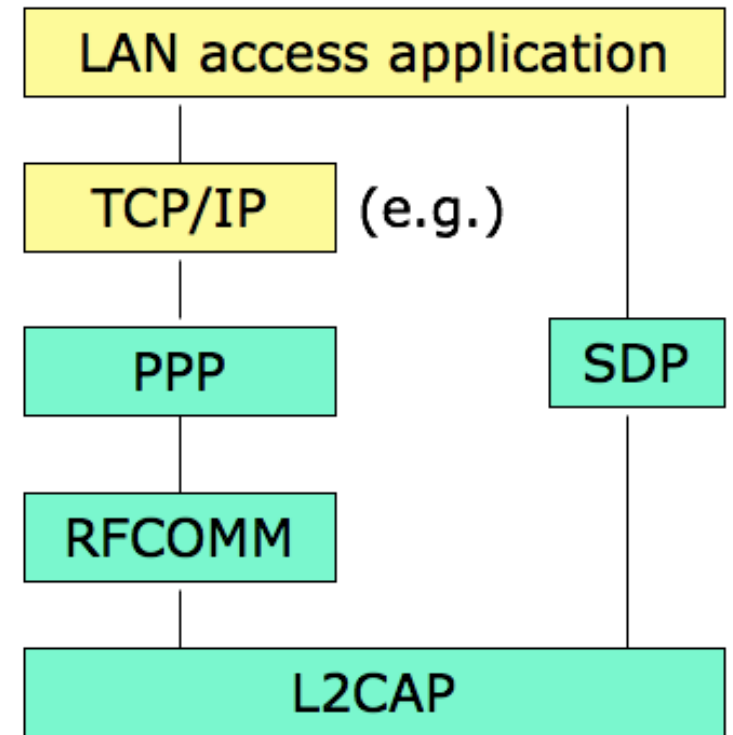 LAN access application
TCP/IP (e.g.)
PPP
SDP
RFCOMM
L2CAP